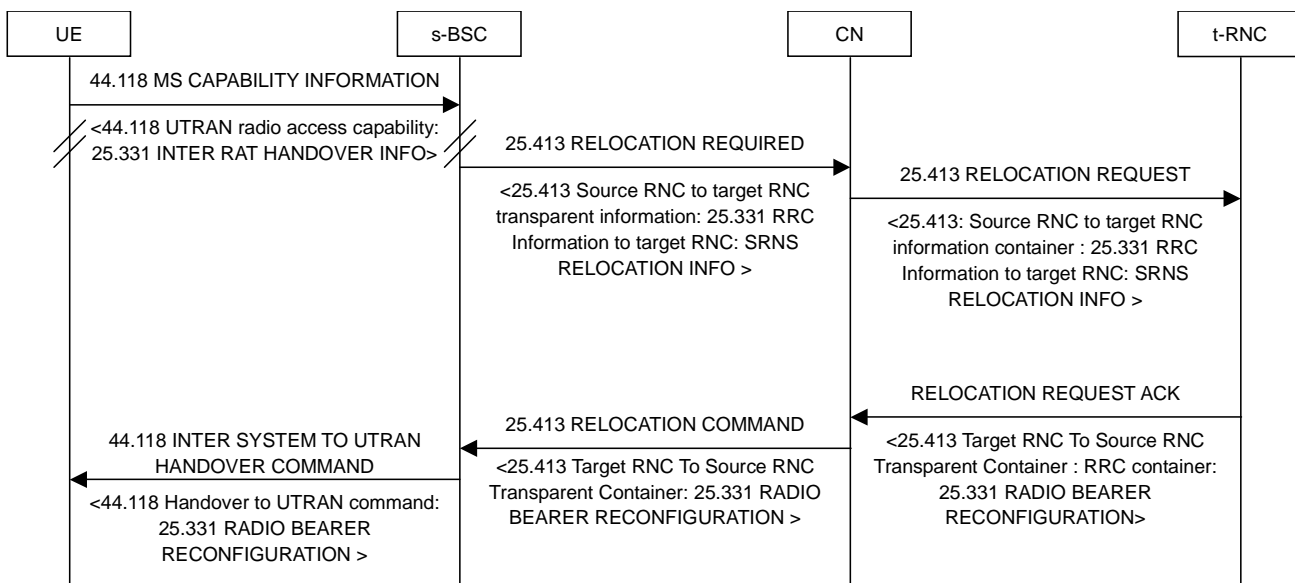 UE
s-BSC
CN
t-RNC
44.118 MS CAPABILITY INFORMATION
<44.118 UTRAN radio access capability:
25.331 INTER RAT HANDOVER INFO>
25.413 RELOCATION REQUIRED
<25.413 Source RNC to target RNC
transparent information: 25.331 RRC
Information to target RNC: SRNS
RELOCATION INFO >
25.413 RELOCATION REQUEST
<25.413: Source RNC to target RNC
information container : 25.331 RRC
Information to target RNC: SRNS
RELOCATION INFO >
RELOCATION REQUEST ACK
<25.413 Target RNC To Source RNC
Transparent Container : RRC container:
25.331 RADIO BEARER
RECONFIGURATION>
25.413 RELOCATION COMMAND
<25.413 Target RNC To Source RNC
Transparent Container: 25.331 RADIO
BEARER RECONFIGURATION >
44.118 INTER SYSTEM TO UTRAN
HANDOVER COMMAND
<44.118 Handover to UTRAN command:
25.331 RADIO BEARER
RECONFIGURATION >